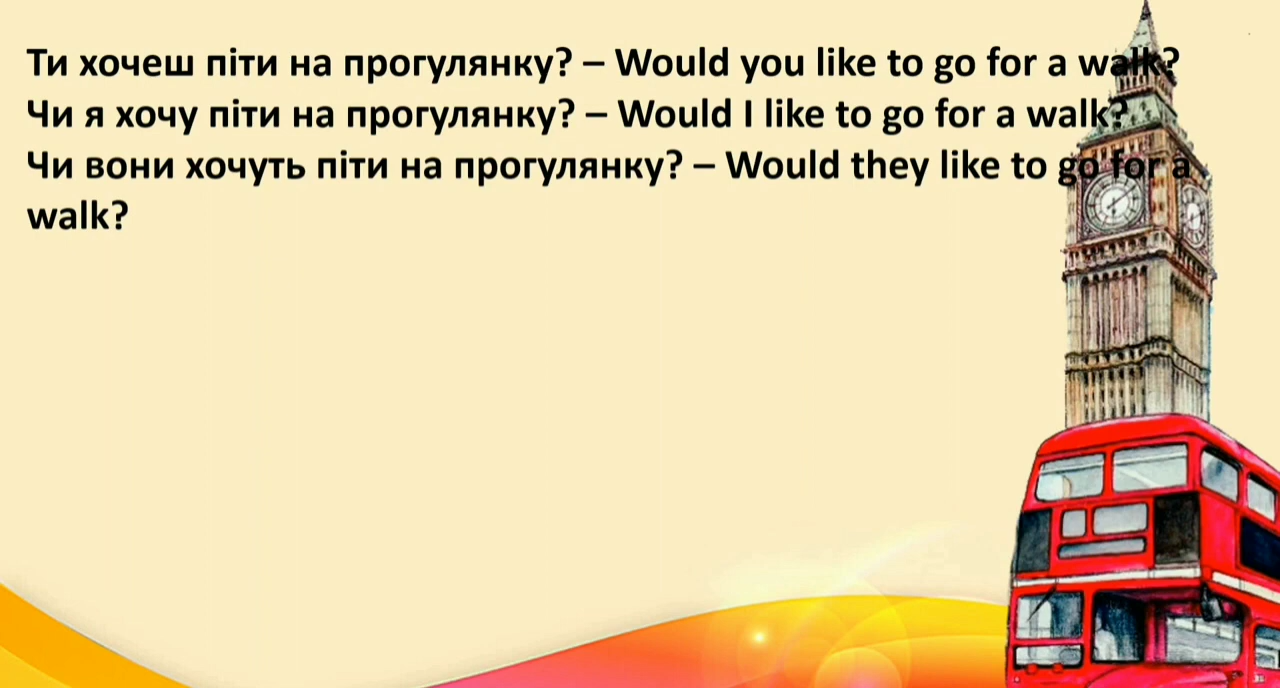 Ти хочеш піти на прогулянку? – Would you like to go for a walk?
Чи я хочу піти на прогулянку? – Would I like to go for a walk?
Чи вони хочуть піти на прогулянку? – Would they like to go for a
walk?